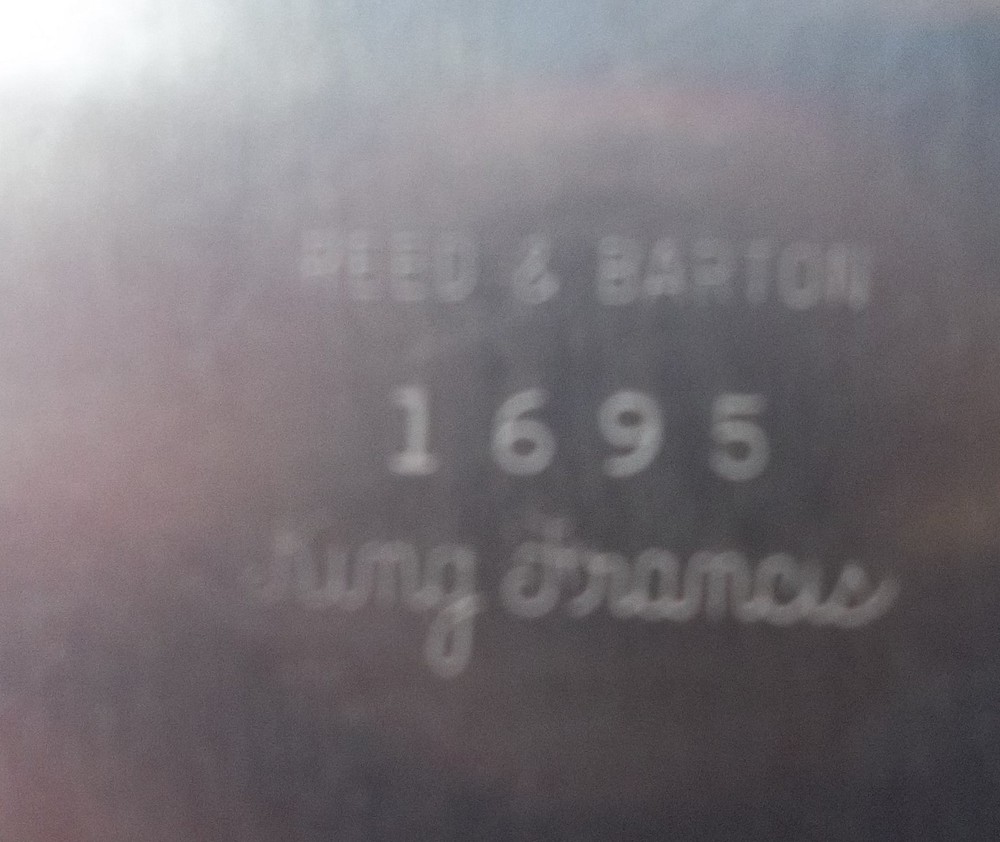 REED & BARTON
1695
King Francis